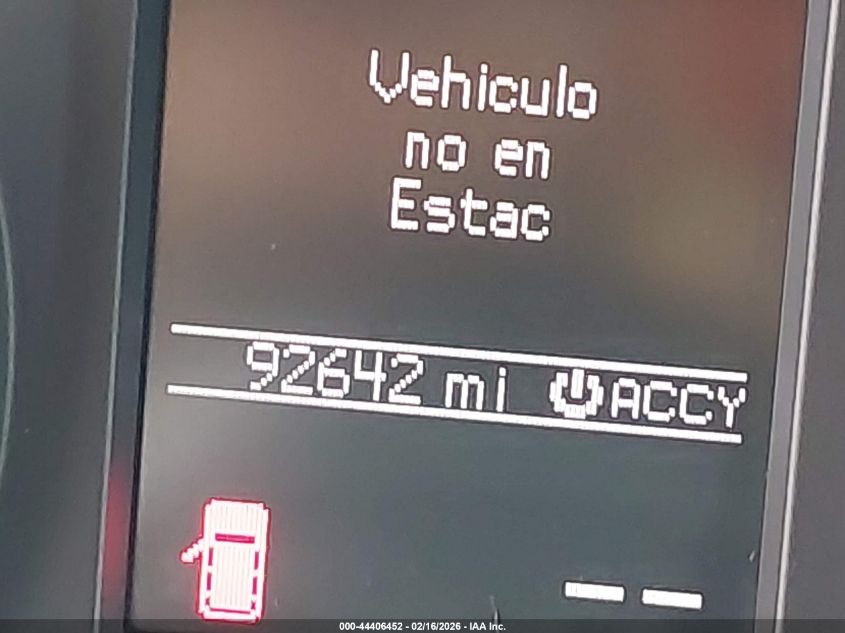 Vehiculo
no en
Estac
92642 mi ACCY
-- --
000-44406452 - 02/16/2026 - IAA Inc.